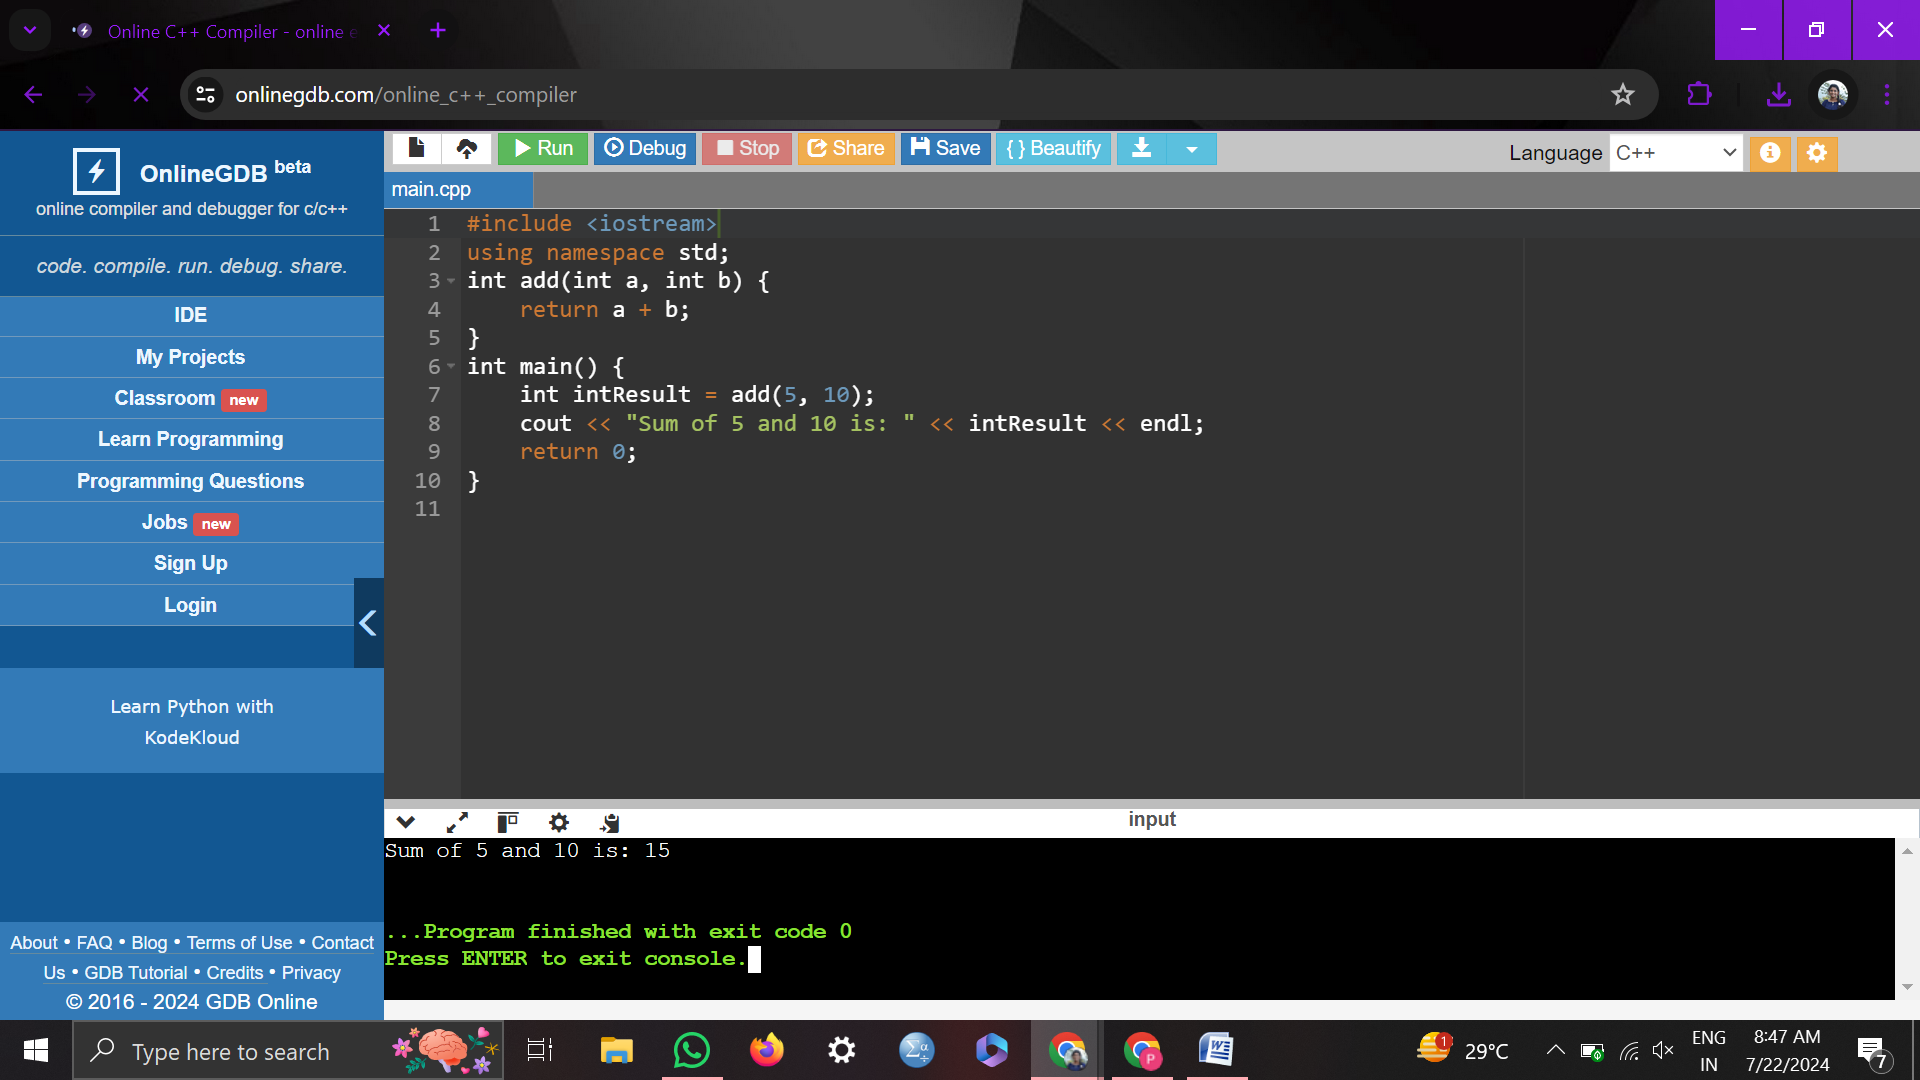 Online C++ Compiler - online e
onlinegdb.com/online_c++_compiler
OnlineGDB beta
online compiler and debugger for c/c++
code. compile. run. debug. share.
IDE
My Projects
Classroom new
Learn Programming
Programming Questions
Jobs new
Sign Up
Login
Learn Python with
KodeKloud
About • FAQ • Blog • Terms of Use • Contact
Us • GDB Tutorial • Credits • Privacy
© 2016 - 2024 GDB Online
Run Debug Stop Share Save { } Beautify Language C++
main.cpp
1 #include <iostream>
2 using namespace std;
3 int add(int a, int b) {
4     return a + b;
5 }
6 int main() {
7     int intResult = add(5, 10);
8     cout << "Sum of 5 and 10 is: " << intResult << endl;
9     return 0;
10 }
11
input
Sum of 5 and 10 is: 15
...Program finished with exit code 0
Press ENTER to exit console.
Type here to search
1
29°C
ENG
IN
8:47 AM
7/22/2024
7